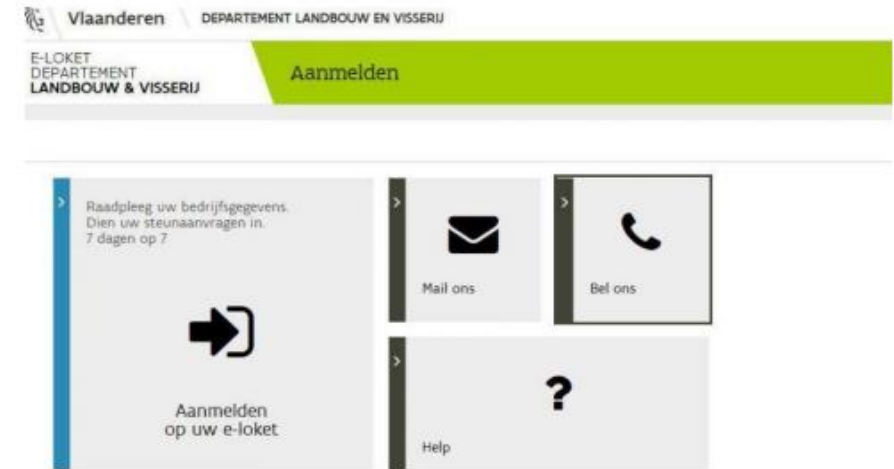 Vlaanderen
DEPARTEMENT LANDBOUW EN VISSERIJ
E-LOKET
DEPARTEMENT
LANDBOUW & VISSERIJ
Aanmelden
Raadpleeg uw bedrijfsgegevens.
Dien uw steunaanvragen in.
7 dagen op 7
Aanmelden
op uw e-loket
Mail ons
Bel ons
?
Help